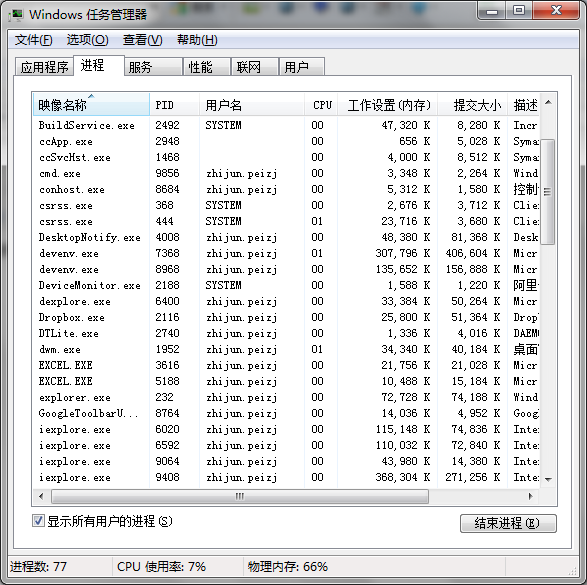 Windows 任务管理器
文件(F) 选项(O) 查看(V) 帮助(H)
应用程序 进程 服务 性能 联网 用户
映像名称 PID 用户名 CPU 工作设置(内存) 提交大小 描述
BuildService.exe 2492 SYSTEM 00 47,320 K 8,280 K Incr
ccApp.exe 2948 00 656 K 5,028 K Syma
ccSvcHst.exe 1468 00 4,000 K 8,512 K Syma
cmd.exe 9856 zhijun.peizj 00 3,348 K 2,264 K Wind
conhost.exe 8684 zhijun.peizj 00 5,312 K 1,580 K 控制
csrss.exe 368 SYSTEM 00 2,676 K 3,712 K Clie
csrss.exe 444 SYSTEM 01 23,716 K 3,680 K Clie
DesktopNotify.exe 4008 zhijun.peizj 00 48,380 K 81,368 K Desk
devenv.exe 7368 zhijun.peizj 01 307,796 K 406,604 K Micr
devenv.exe 8968 zhijun.peizj 00 135,652 K 156,888 K Micr
DeviceMonitor.exe 2188 SYSTEM 00 1,588 K 1,220 K 阿里
dexplore.exe 6400 zhijun.peizj 00 33,384 K 50,264 K Micr
Dropbox.exe 2116 zhijun.peizj 00 25,800 K 51,364 K Drop
DTLite.exe 2740 zhijun.peizj 00 1,336 K 4,016 K DAEM
dwm.exe 1952 zhijun.peizj 01 34,340 K 40,184 K 桌面
EXCEL.EXE 3616 zhijun.peizj 00 21,756 K 21,028 K Micr
EXCEL.EXE 5188 zhijun.peizj 00 10,488 K 15,184 K Micr
explorer.exe 232 zhijun.peizj 00 72,728 K 74,188 K Wind
GoogleToolbarU... 8764 zhijun.peizj 00 14,036 K 4,952 K Goog
iexplore.exe 6020 zhijun.peizj 00 115,148 K 74,836 K Inte
iexplore.exe 6592 zhijun.peizj 00 110,032 K 72,840 K Inte
iexplore.exe 9064 zhijun.peizj 00 43,980 K 14,380 K Inte
iexplore.exe 9408 zhijun.peizj 00 368,304 K 271,256 K Inte
显示所有用户的进程(S) 结束进程(E)
进程数: 77 CPU 使用率: 7% 物理内存: 66%